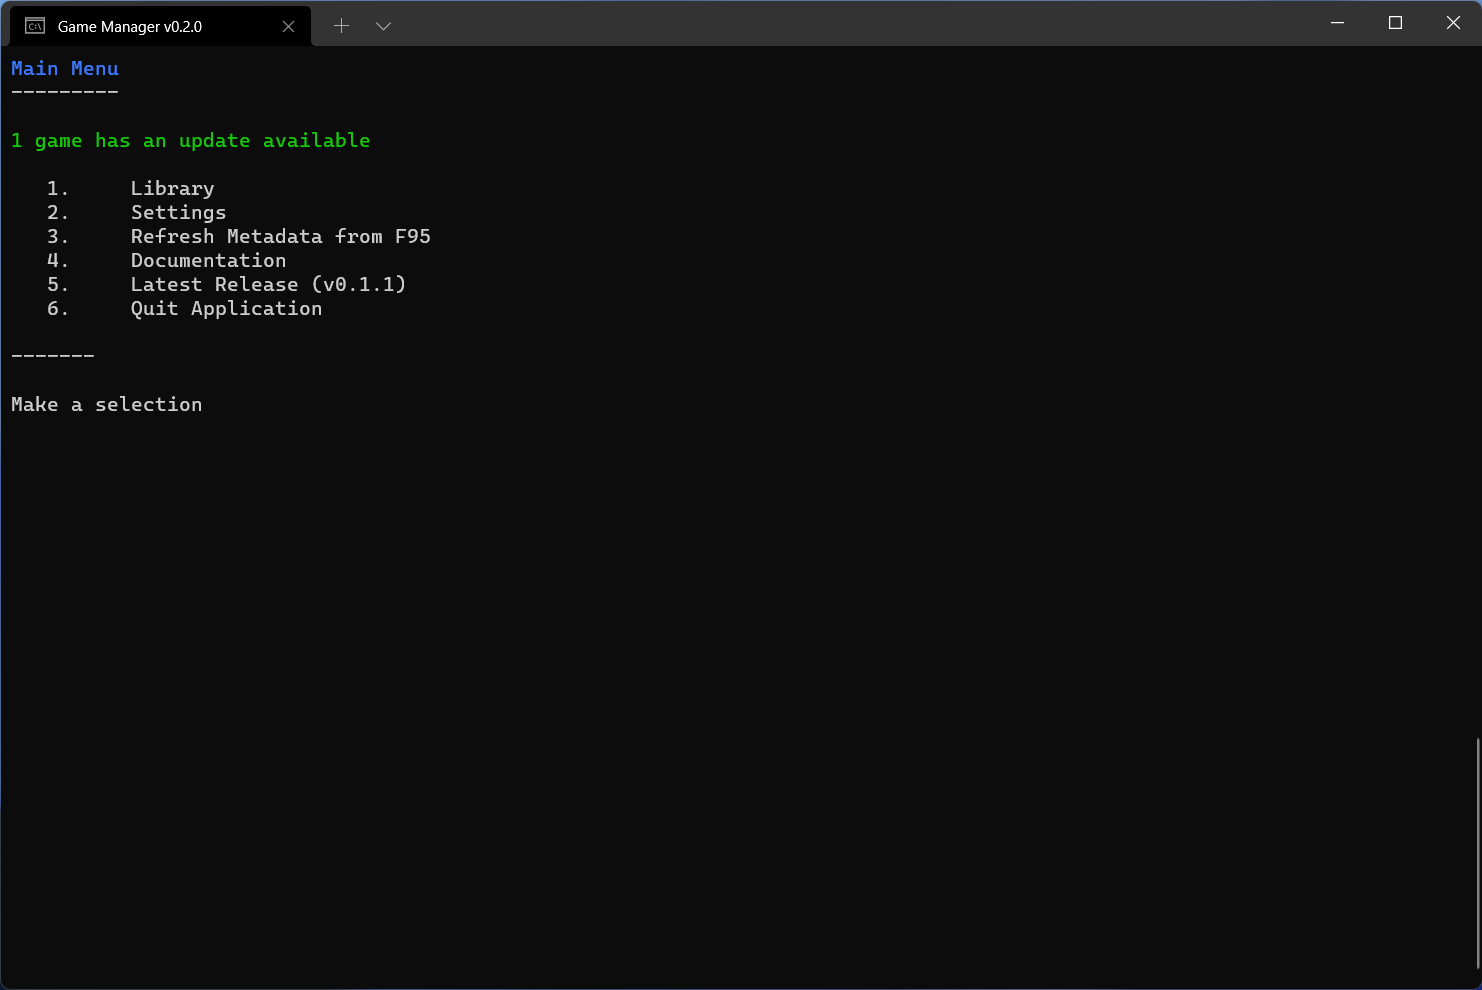 Game Manager v0.2.0
Main Menu
---------
1 game has an update available
1. Library
2. Settings
3. Refresh Metadata from F95
4. Documentation
5. Latest Release (v0.1.1)
6. Quit Application
-------
Make a selection